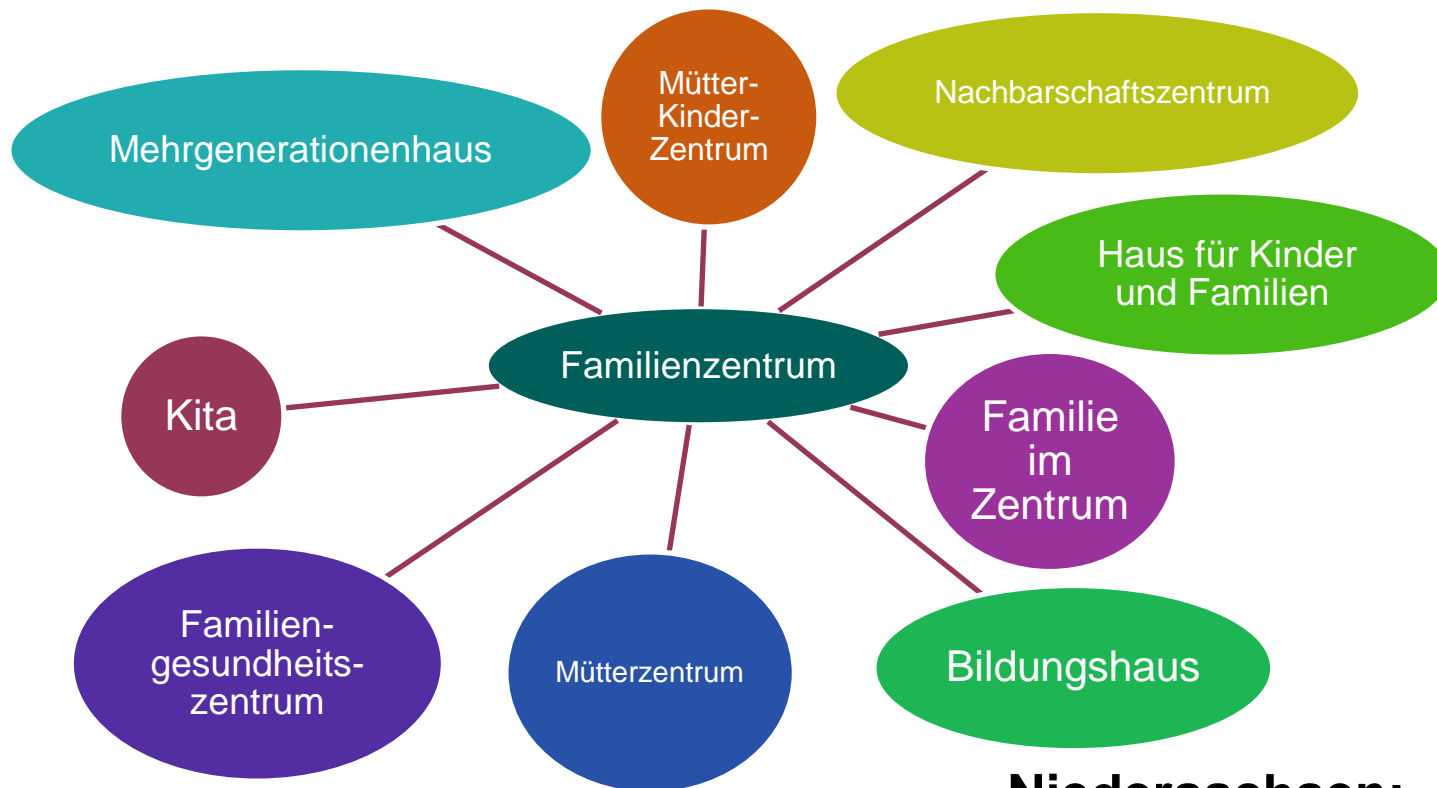 Mütter-
Kinder-
Zentrum
Nachbarschaftszentrum
Mehrgenerationenhaus
Haus für Kinder
und Familien
Familienzentrum
Kita
Familie
im
Zentrum
Familien-
gesundheits-
zentrum
Mütterzentrum
Bildungshaus
Niedersachsen: